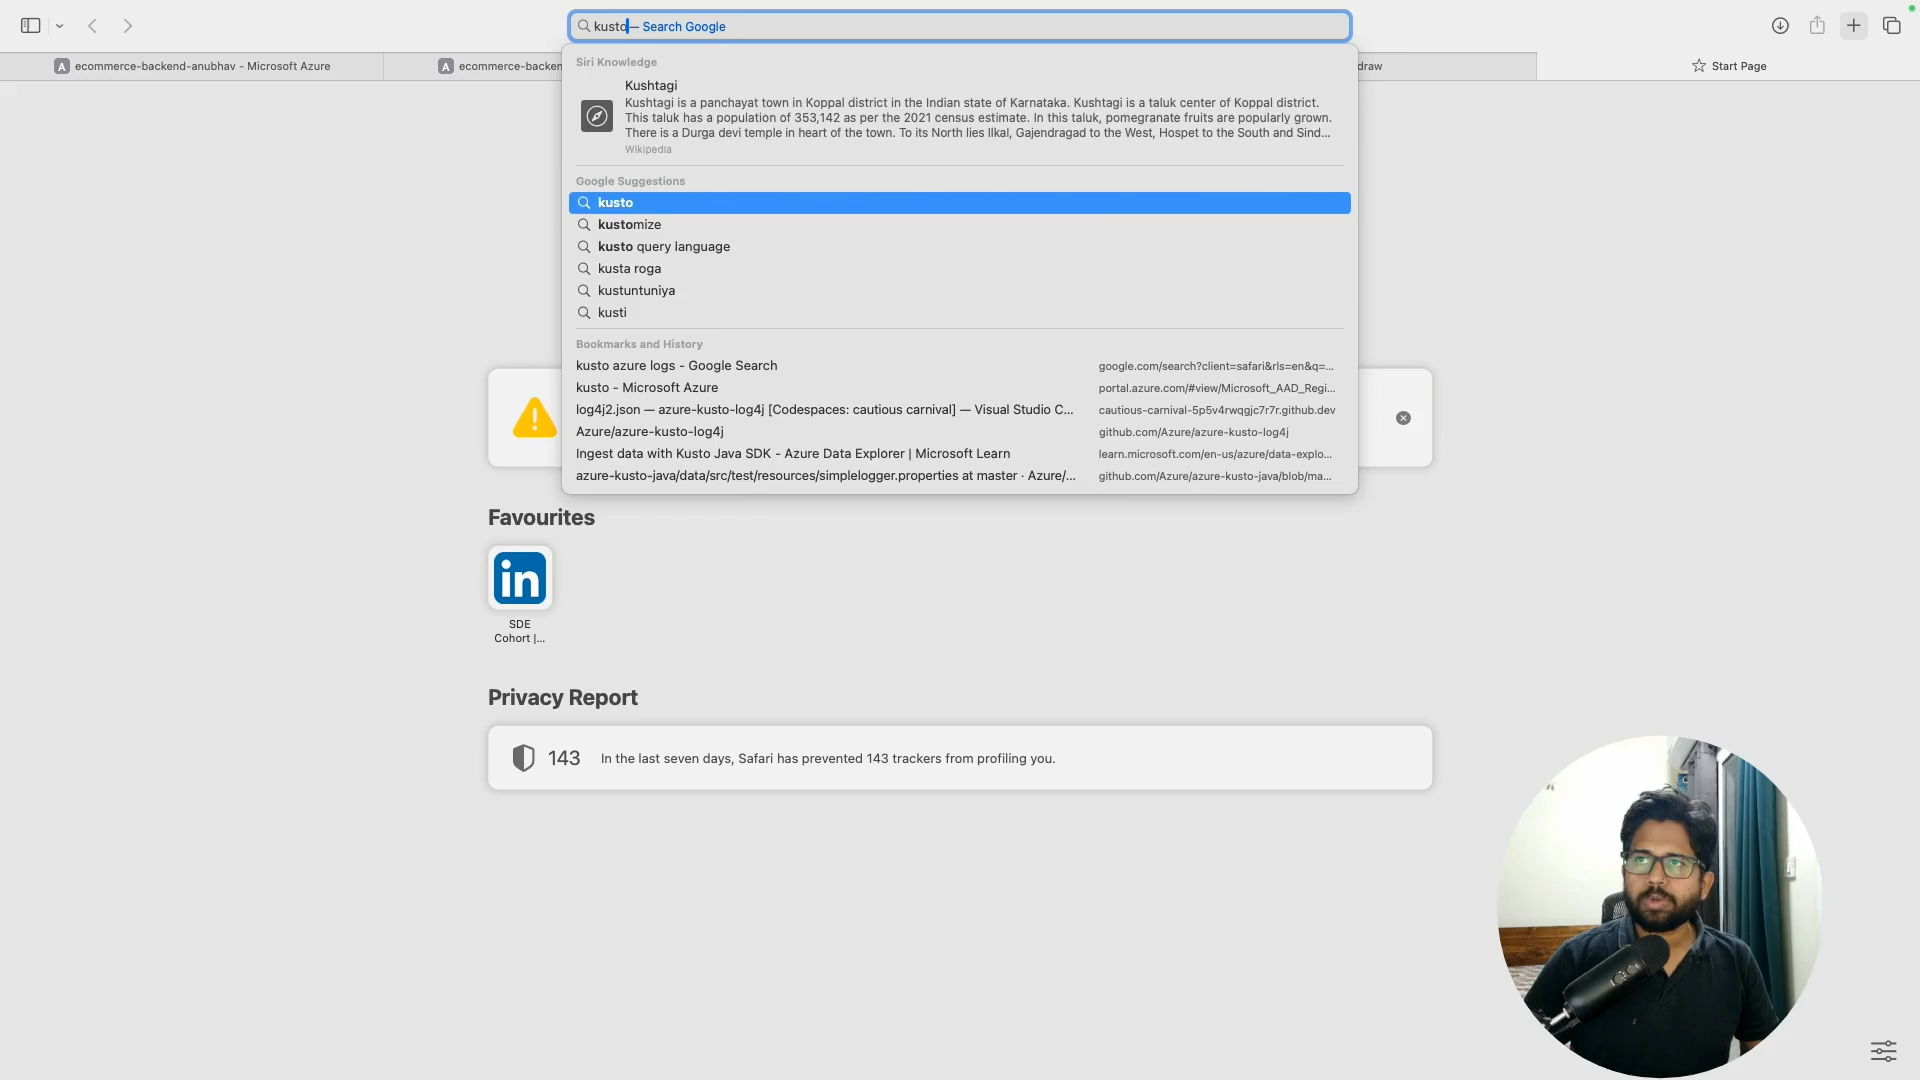 kusto — Search Google
ecommerce-backend-anubhav - Microsoft Azure
ecommerce-backen
draw
Start Page
Siri Knowledge
Kushtagi
Kushtagi is a panchayat town in Koppal district in the Indian state of Karnataka. Kushtagi is a taluk center of Koppal district.
This taluk has a population of 353,142 as per the 2021 census estimate. In this taluk, pomegranate fruits are popularly grown.
There is a Durga devi temple in heart of the town. To its North lies Ilkal, Gajendragad to the West, Hospet to the South and Sind...
Wikipedia
Google Suggestions
kusto
kustomize
kusto query language
kusta roga
kustuntuniya
kusti
Bookmarks and History
kusto azure logs - Google Search google.com/search?client=safari&rls=en&q=...
kusto - Microsoft Azure portal.azure.com/#view/Microsoft_AAD_Regi...
log4j2.json — azure-kusto-log4j [Codespaces: cautious carnival] — Visual Studio C... cautious-carnival-5p5v4rwqgjc7r7r.github.dev
Azure/azure-kusto-log4j github.com/Azure/azure-kusto-log4j
Ingest data with Kusto Java SDK - Azure Data Explorer | Microsoft Learn learn.microsoft.com/en-us/azure/data-explo...
azure-kusto-java/data/src/test/resources/simplelogger.properties at master · Azure/... github.com/Azure/azure-kusto-java/blob/ma...
Favourites
in
SDE
Cohort |...
Privacy Report
143 In the last seven days, Safari has prevented 143 trackers from profiling you.